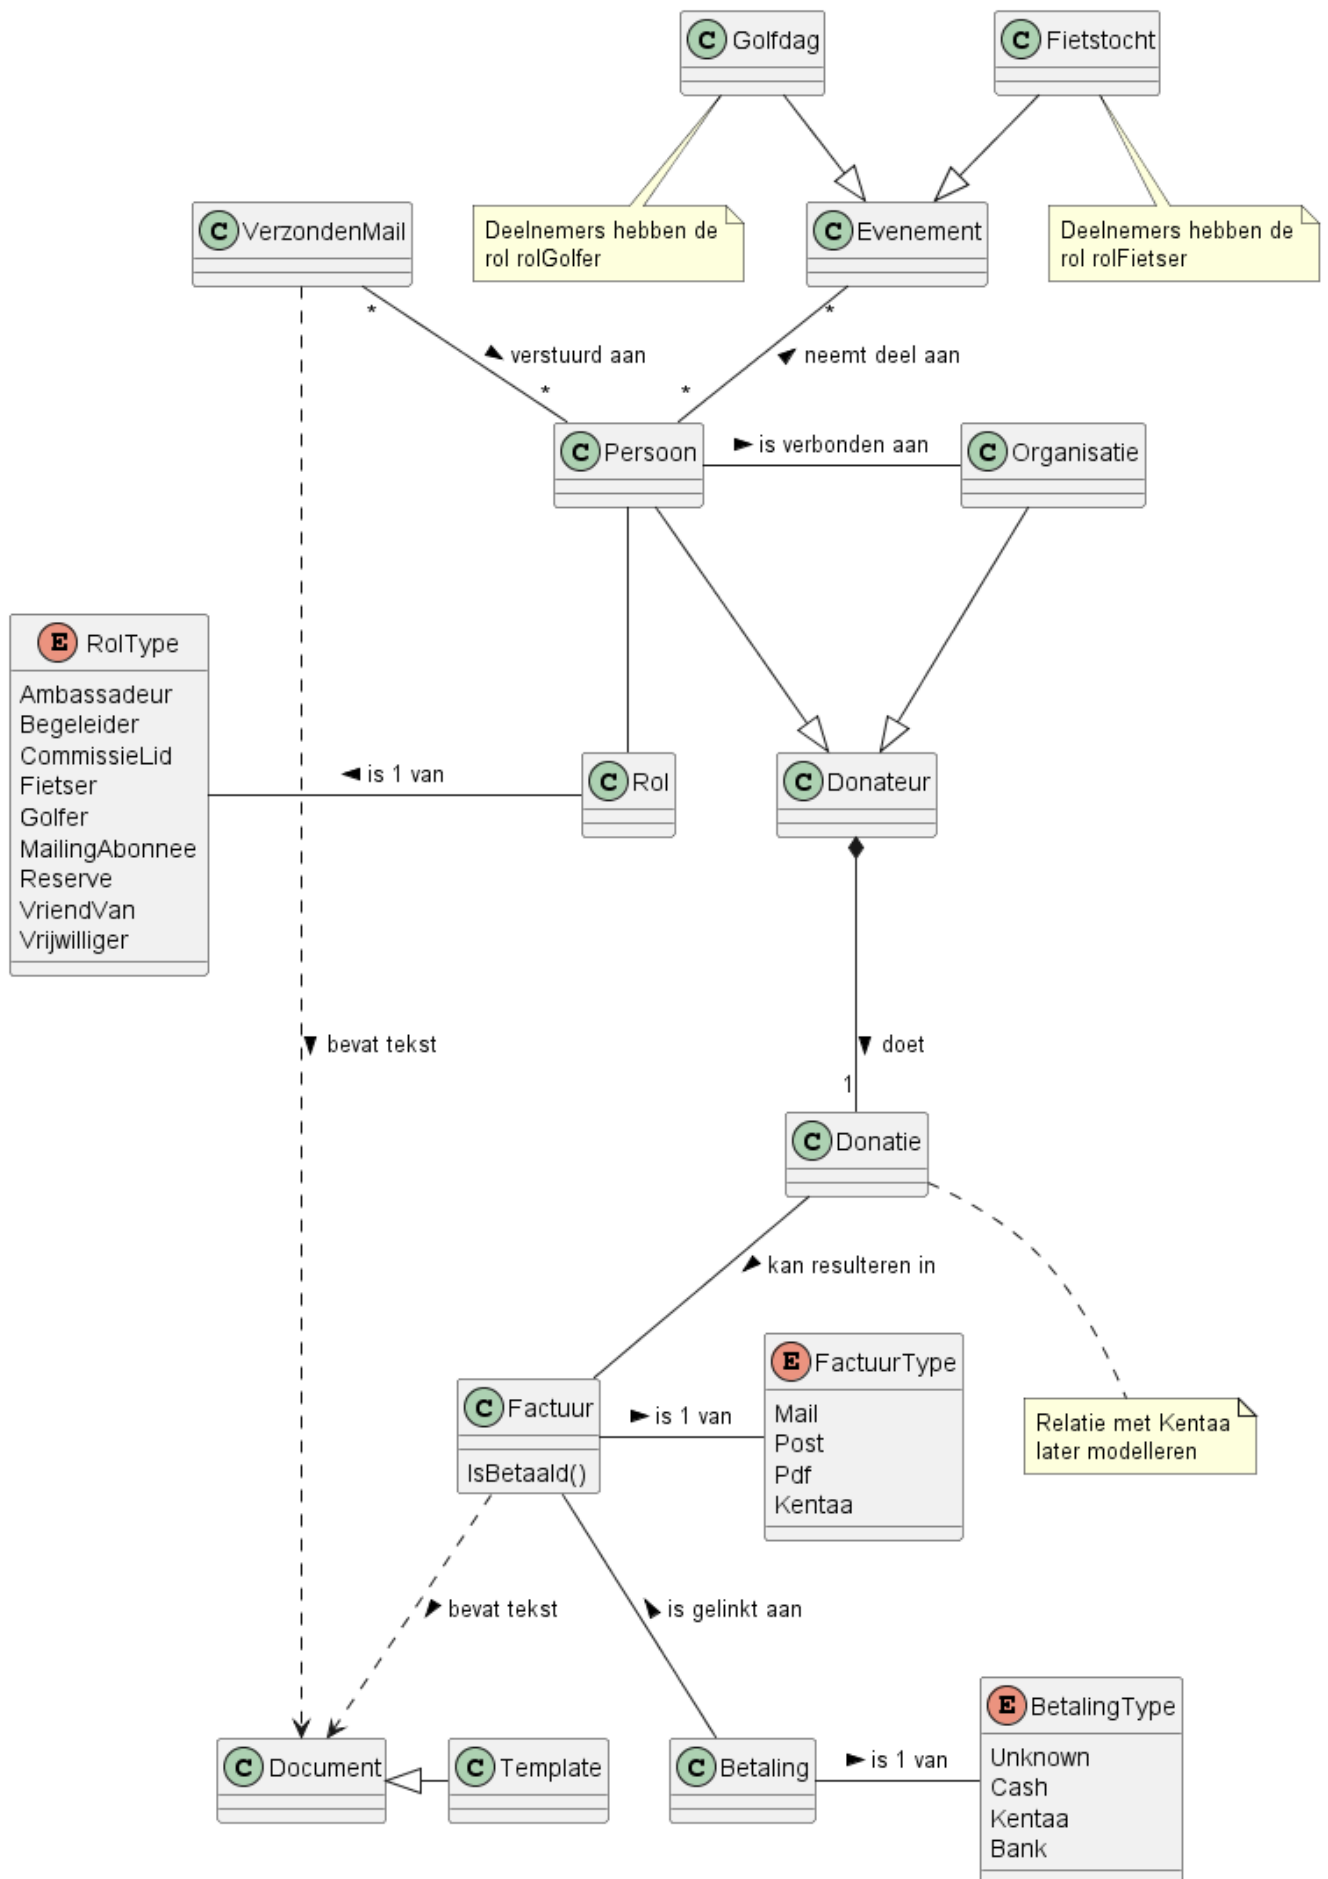 C Golfdag
C Fietstocht
C VerzondenMail
Deelnemers hebben de
rol rolGolfer
C Evenement
Deelnemers hebben de
rol rolFietser
*
*
verstuurd aan
neemt deel aan
*
*
C Persoon
is verbonden aan
C Organisatie
E RolType
Ambassadeur
Begeleider
CommissieLid
Fietser
Golfer
MailingAbonnee
Reserve
VriendVan
Vrijwilliger
is 1 van
C Rol
C Donateur
bevat tekst
doet
1
C Donatie
kan resulteren in
C Factuur
IsBetaald()
is 1 van
E FactuurType
Mail
Post
Pdf
Kentaa
Relatie met Kentaa
later modelleren
bevat tekst
is gelinkt aan
C Document
C Template
C Betaling
is 1 van
E BetalingType
Unknown
Cash
Kentaa
Bank